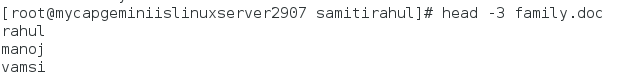 [root@mycapgeminiislinuxserver2907 samitirahul]# head -3 family.doc
rahul
manoj
vamsi